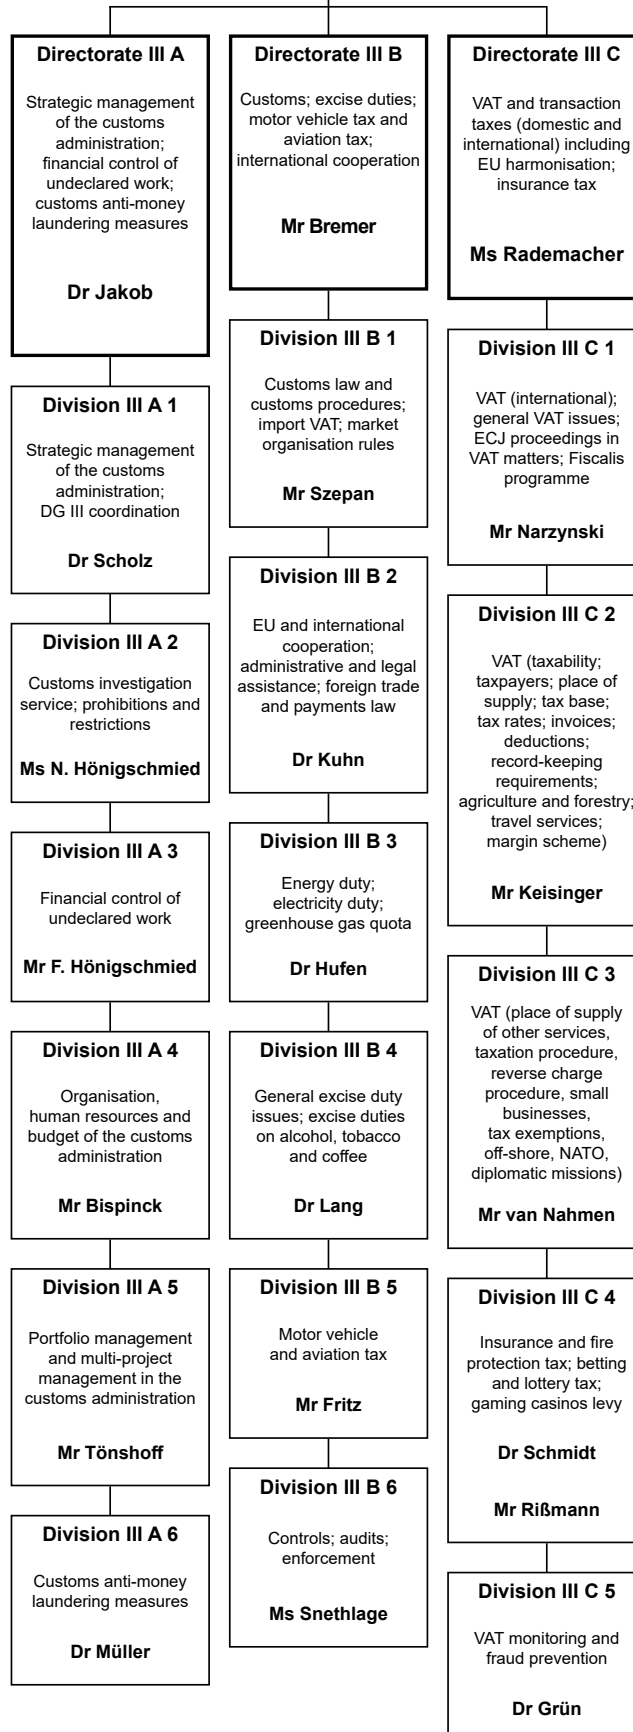 Directorate III A
Strategic management
of the customs
administration;
financial control of
undeclared work;
customs anti-money
laundering measures
Dr Jakob
Division III A 1
Strategic management
of the customs
administration;
DG III coordination
Dr Scholz
Division III A 2
Customs investigation
service; prohibitions and
restrictions
Ms N. Hönigschmied
Division III A 3
Financial control of
undeclared work
Mr F. Hönigschmied
Division III A 4
Organisation,
human resources and
budget of the customs
administration
Mr Bispinck
Division III A 5
Portfolio management
and multi-project
management in the
customs administration
Mr Tönshoff
Division III A 6
Customs anti-money
laundering measures
Dr Müller
Directorate III B
Customs; excise duties;
motor vehicle tax and
aviation tax;
international cooperation
Mr Bremer
Division III B 1
Customs law and
customs procedures;
import VAT; market
organisation rules
Mr Szepan
Division III B 2
EU and international
cooperation;
administrative and legal
assistance; foreign trade
and payments law
Dr Kuhn
Division III B 3
Energy duty;
electricity duty;
greenhouse gas quota
Dr Hufen
Division III B 4
General excise duty
issues; excise duties
on alcohol, tobacco
and coffee
Dr Lang
Division III B 5
Motor vehicle
and aviation tax
Mr Fritz
Division III B 6
Controls; audits;
enforcement
Ms Snethlage
Directorate III C
VAT and transaction
taxes (domestic and
international) including
EU harmonisation;
insurance tax
Ms Rademacher
Division III C 1
VAT (international);
general VAT issues;
ECJ proceedings in
VAT matters; Fiscalis
programme
Mr Narzynski
Division III C 2
VAT (taxability;
taxpayers; place of
supply; tax base;
tax rates; invoices;
deductions;
record-keeping
requirements;
agriculture and forestry;
travel services;
margin scheme)
Mr Keisinger
Division III C 3
VAT (place of supply
of other services,
taxation procedure,
reverse charge
procedure, small
businesses,
tax exemptions,
off-shore, NATO,
diplomatic missions)
Mr van Nahmen
Division III C 4
Insurance and fire
protection tax; betting
and lottery tax;
gaming casinos levy
Dr Schmidt
Mr Rißmann
Division III C 5
VAT monitoring and
fraud prevention
Dr Grün